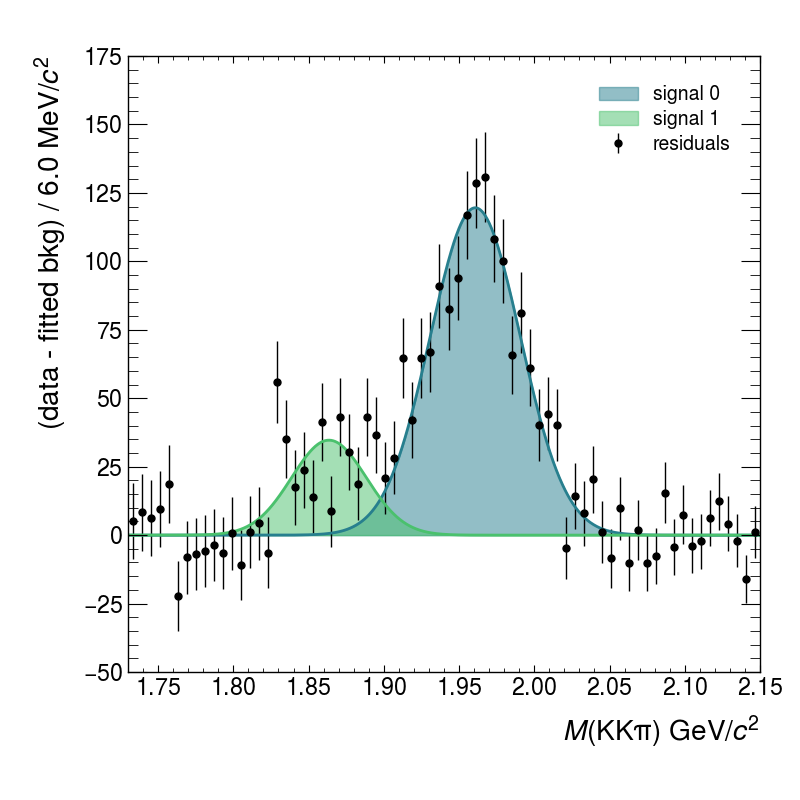 (data - fitted bkg) / 6.0 MeV/c²
175
150
125
100
75
50
25
0
−25
−50
signal 0
signal 1
residuals
1.75 1.80 1.85 1.90 1.95 2.00 2.05 2.10 2.15
M(KKπ) GeV/c²